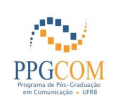 PPGCOM
Programa de Pós-Graduação
em Comunicação • UFRB